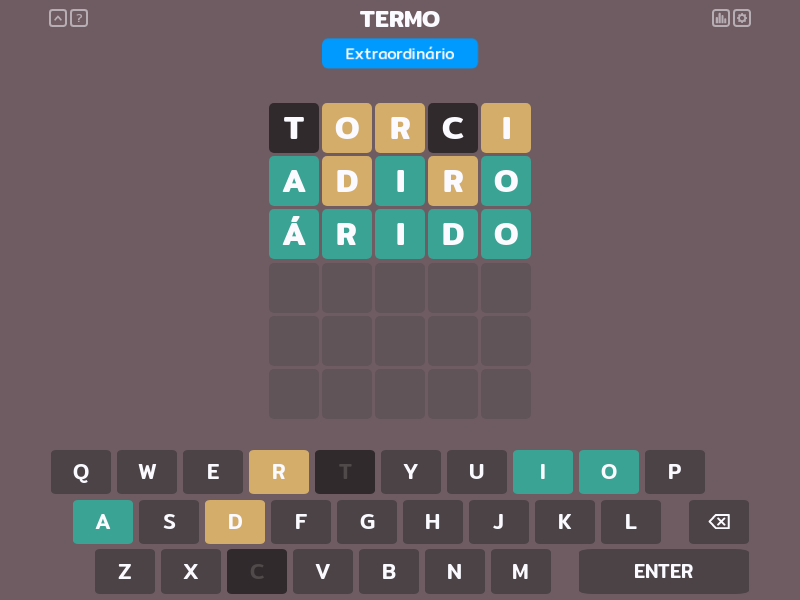 ?
TERMO
Extraordinário
T O R C I
A D I R O
Á R I D O
Q W E R T Y U I O P
A S D F G H J K L
Z X C V B N M ENTER